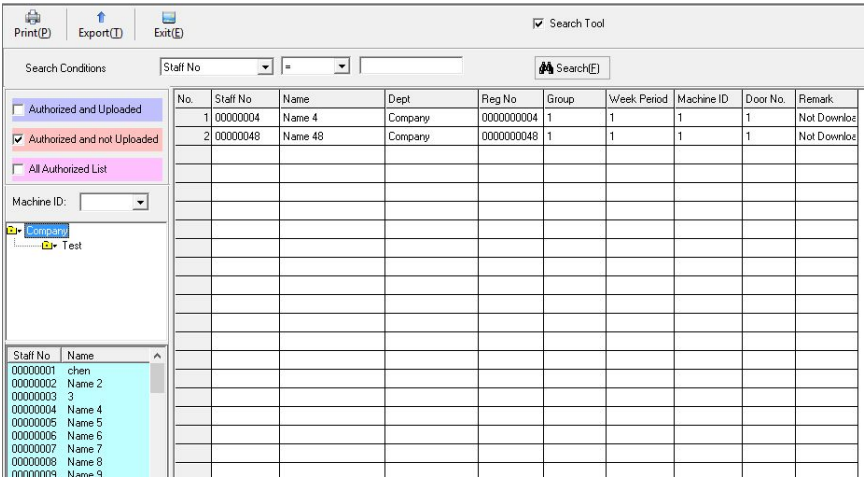 Print(P) Export(T) Exit(E)
Search Tool
Search Conditions Staff No = Search(F)
Authorized and Uploaded
Authorized and not Uploaded
All Authorized List
Machine ID:
Company
Test
Staff No Name
00000001 chen
00000002 Name 2
00000003 3
00000004 Name 4
00000005 Name 5
00000006 Name 6
00000007 Name 7
00000008 Name 8
00000009 Name 9
No. Staff No Name Dept Reg No Group Week Period Machine ID Door No. Remark
1 00000004 Name 4 Company 0000000004 1 1 1 1 Not Downloa
2 00000048 Name 48 Company 0000000048 1 1 1 1 Not Downloa